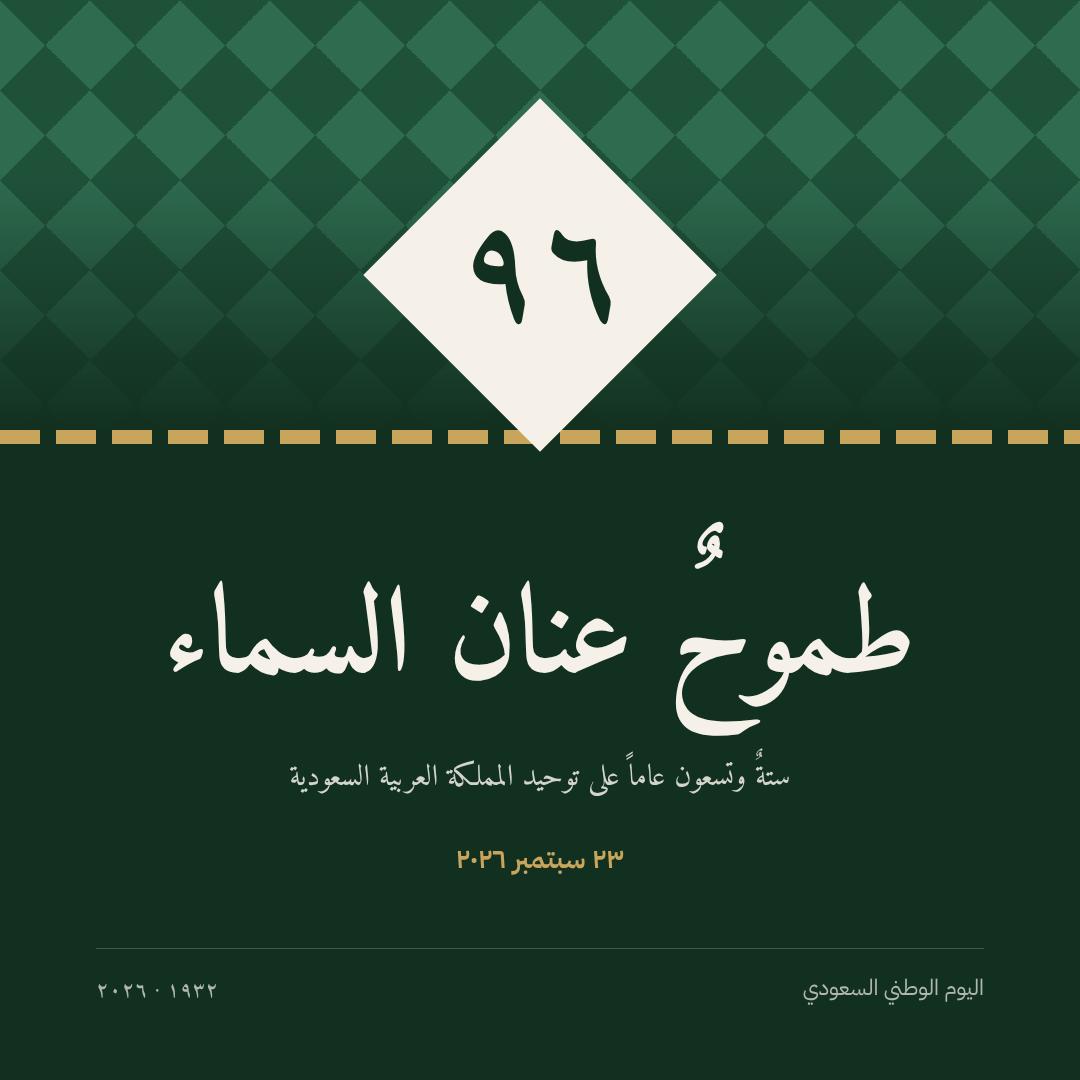 ٩٦
طموحٌ عنان السماء
ستةٌ وتسعون عاماً على توحيد المملكة العربية السعودية
٢٣ سبتمبر ٢٠٢٦
اليوم الوطني السعودي
١٩٣٢ · ٢٠٢٦